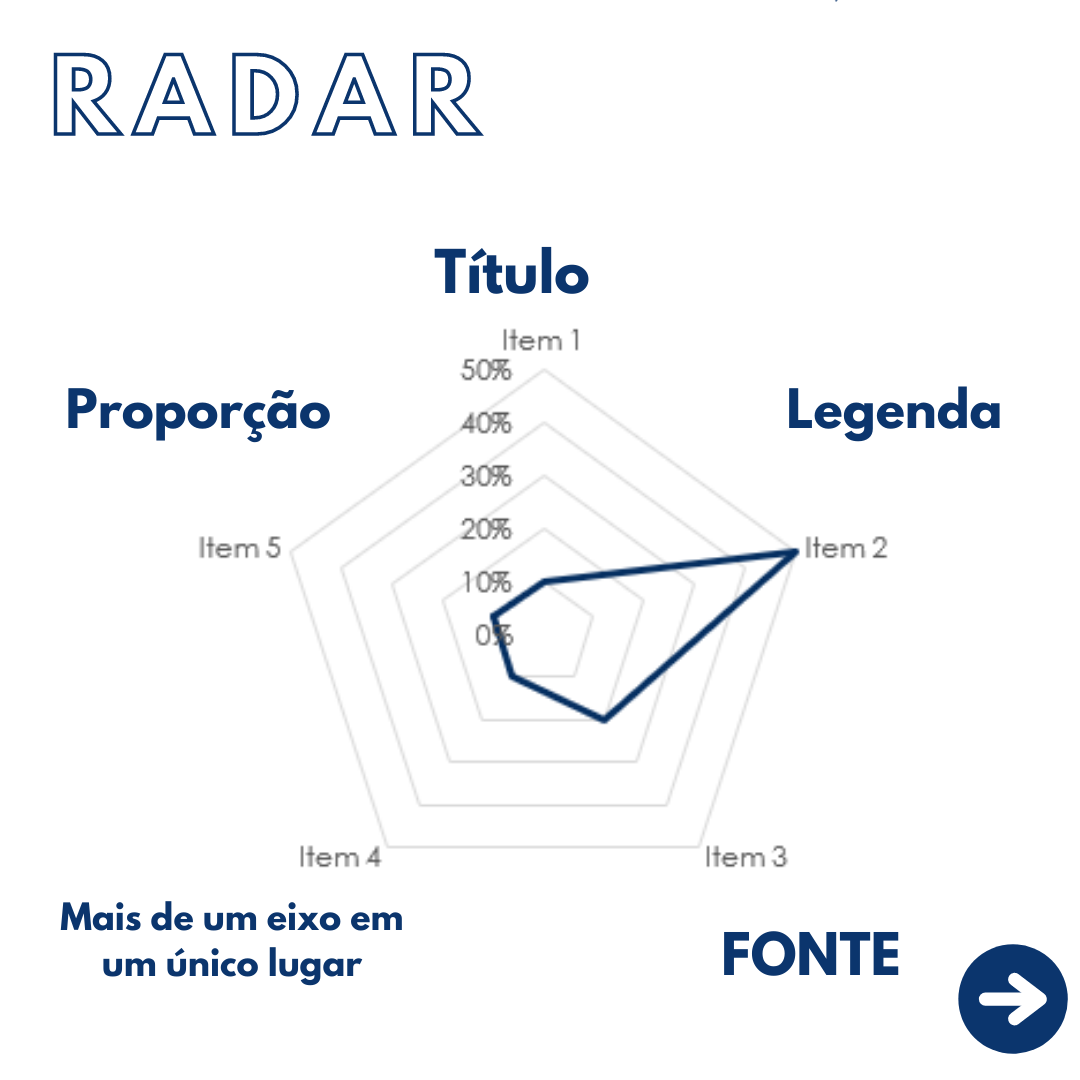 RADAR
Título
Item 1
50%
Proporção
Legenda
40%
30%
20%
Item 5
Item 2
10%
0%
Item 4
Item 3
Mais de um eixo em
um único lugar
FONTE